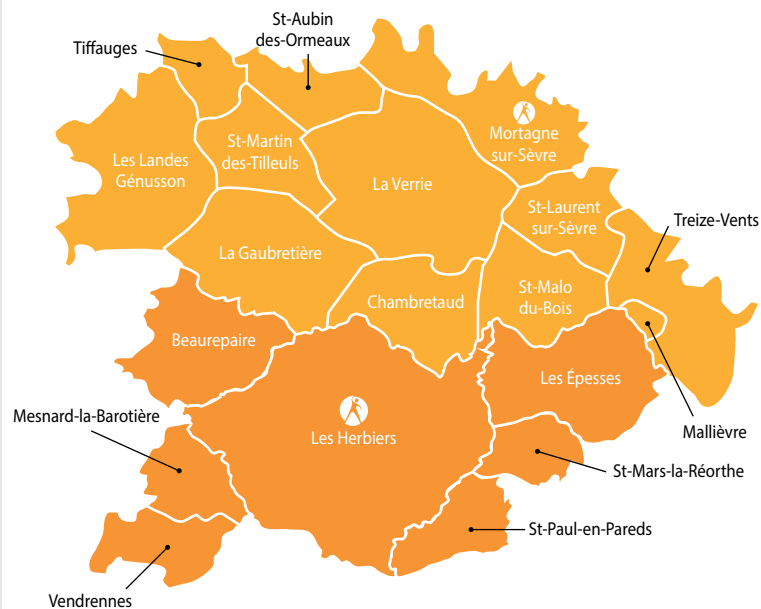 St-Aubin
des-Ormeaux
Tiffauges
Mortagne
sur-Sèvre
St-Martin
des-Tilleuls
Les Landes
Génusson
La Verrie
St-Laurent
sur-Sèvre
Treize-Vents
La Gaubretière
St-Malo
du-Bois
Chambretaud
Beaurepaire
Les Épesses
Mesnard-la-Barotière
Les Herbiers
Mallièvre
St-Mars-la-Réorthe
St-Paul-en-Pareds
Vendrennes